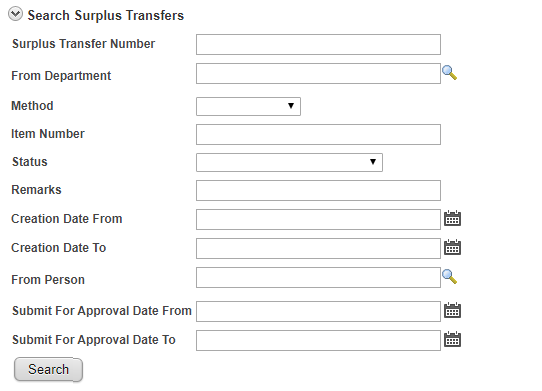 Search Surplus Transfers
Surplus Transfer Number
From Department
Method
Item Number
Status
Remarks
Creation Date From
Creation Date To
From Person
Submit For Approval Date From
Submit For Approval Date To
Search